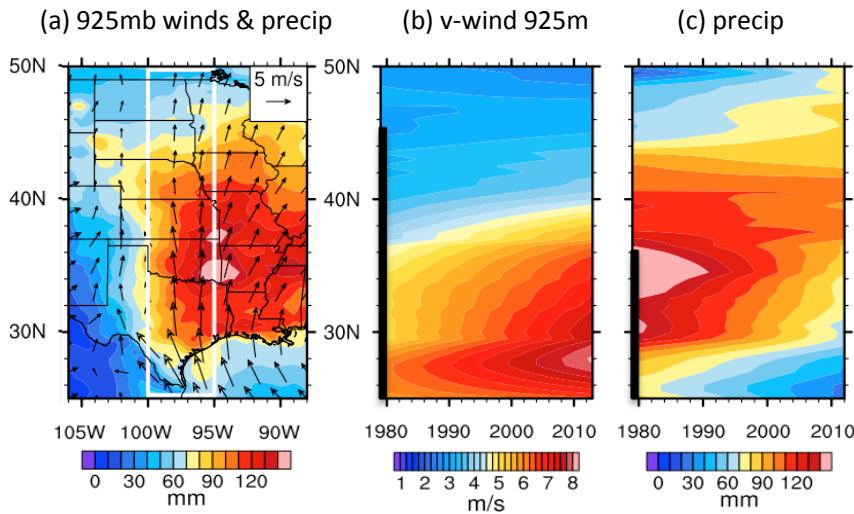 (a) 925mb winds & precip
(b) v-wind 925m
(c) precip
50N
40N
30N
5 m/s
105W 100W 95W 90W
0 30 60 90 120
mm
50N
40N
30N
1980 1990 2000 2010
1 2 3 4 5 6 7 8
m/s
50N
40N
30N
1980 1990 2000 2010
0 30 60 90 120
mm